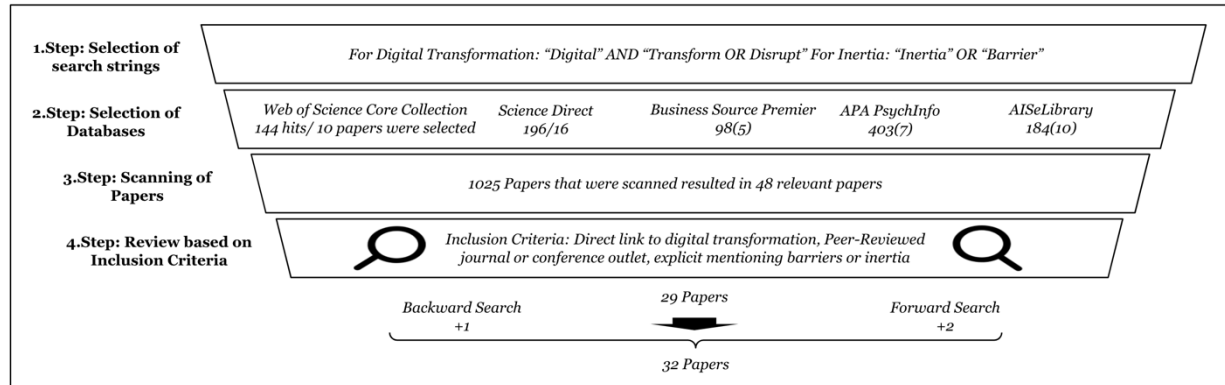 1.Step: Selection of
search strings
For Digital Transformation: “Digital” AND “Transform OR Disrupt” For Inertia: “Inertia” OR “Barrier”
2.Step: Selection of
Databases
Web of Science Core Collection
144 hits/ 10 papers were selected
Science Direct
196/16
Business Source Premier
98(5)
APA PsychInfo
403(7)
AISeLibrary
184(10)
3.Step: Scanning of
Papers
1025 Papers that were scanned resulted in 48 relevant papers
4.Step: Review based on
Inclusion Criteria
Inclusion Criteria: Direct link to digital transformation, Peer-Reviewed
journal or conference outlet, explicit mentioning barriers or inertia
29 Papers
Backward Search
+1
Forward Search
+2
32 Papers